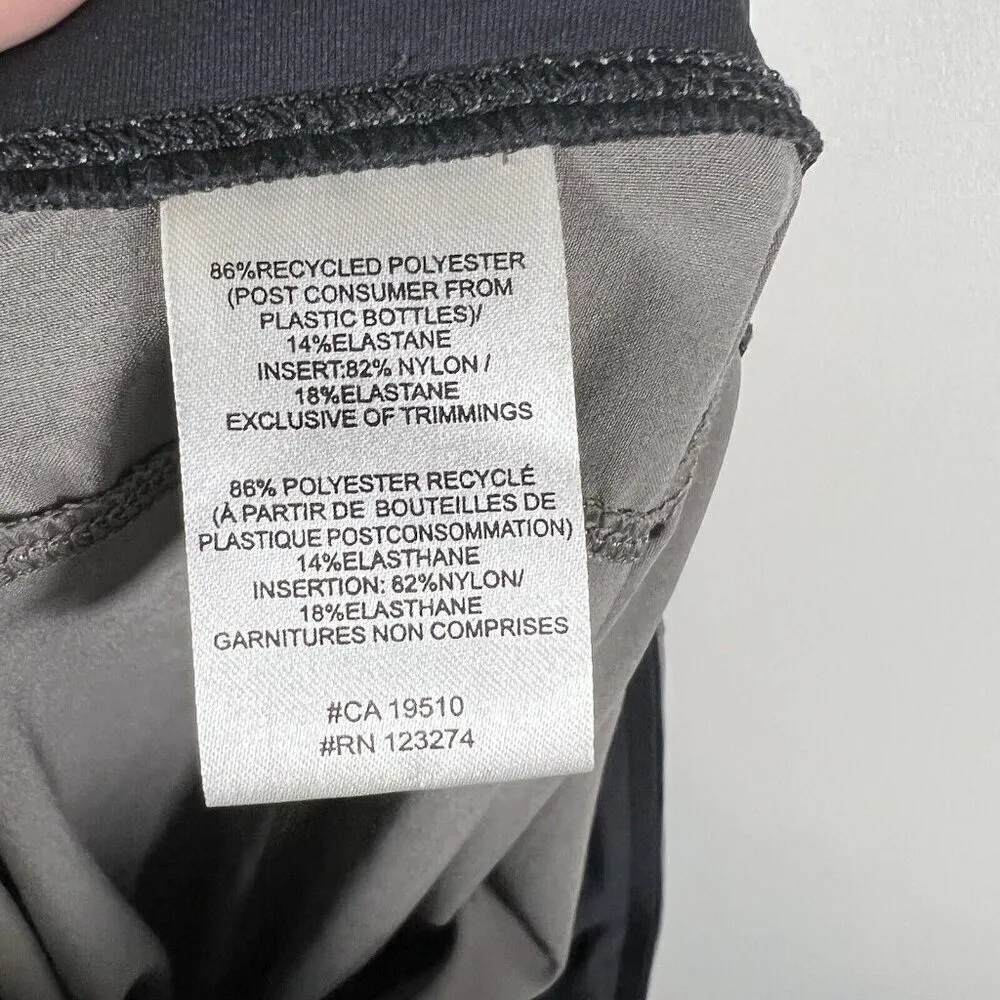 86%RECYCLED POLYESTER
(POST CONSUMER FROM
PLASTIC BOTTLES)/
14%ELASTANE
INSERT:82% NYLON /
18%ELASTANE
EXCLUSIVE OF TRIMMINGS
86% POLYESTER RECYCLÉ
(À PARTIR DE BOUTEILLES DE
PLASTIQUE POSTCONSOMMATION)
14%ELASTHANE
INSERTION: 82%NYLON/
18%ELASTHANE
GARNITURES NON COMPRISES
#CA 19510
#RN 123274